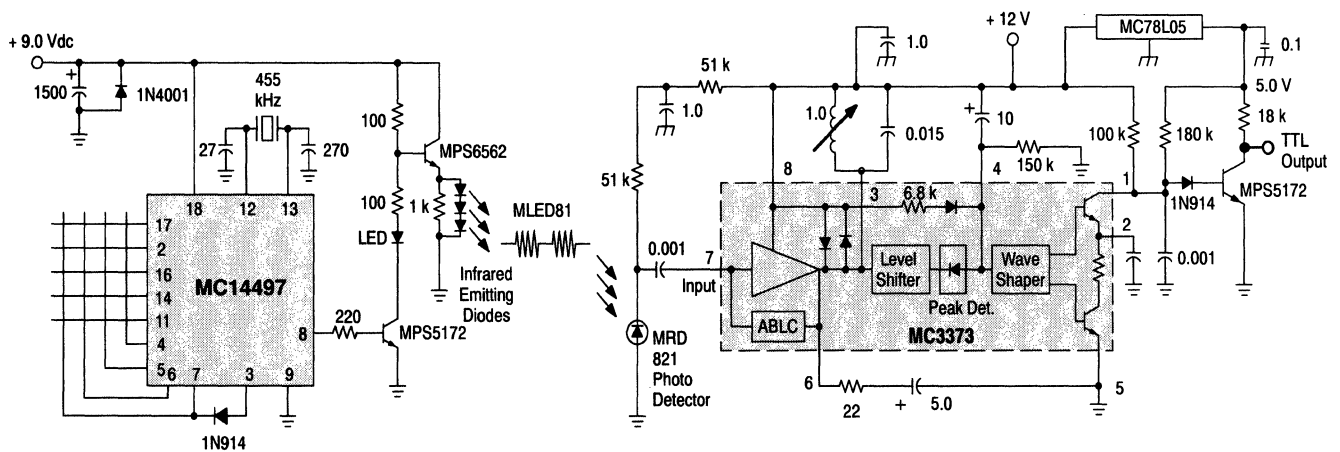 + 9.0 Vdc
+
1500
1N4001
455
kHz
27
270
100
MPS6562
100
1 k
LED
Infrared
Emitting
Diodes
MLED81
18
12
13
17
2
16
14
11
4
5
6
7
3
9
8
MC14497
220
MPS5172
1N914
+ 12 V
MC78L05
0.1
1.0
51 k
1.0
5.0 V
18 k
TTL
Output
MPS5172
1N914
180 k
100 k
0.001
1.0
0.015
+
10
150 k
51 k
0.001
7
Input
8
3
6.8 k
4
1
2
Level
Shifter
Peak Det.
Wave
Shaper
ABLC
MC3373
MRD
821
Photo
Detector
6
22
+
5.0
5